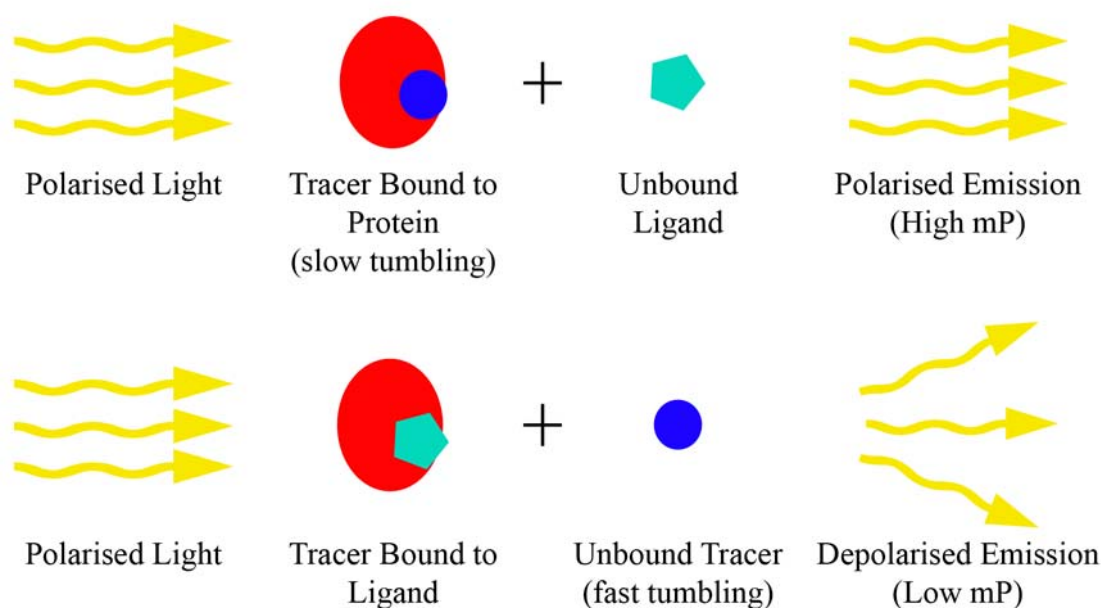 Polarised Light
Tracer Bound to
Protein
(slow tumbling)
Unbound
Ligand
Polarised Emission
(High mP)
Polarised Light
Tracer Bound to
Ligand
Unbound Tracer
(fast tumbling)
Depolarised Emission
(Low mP)